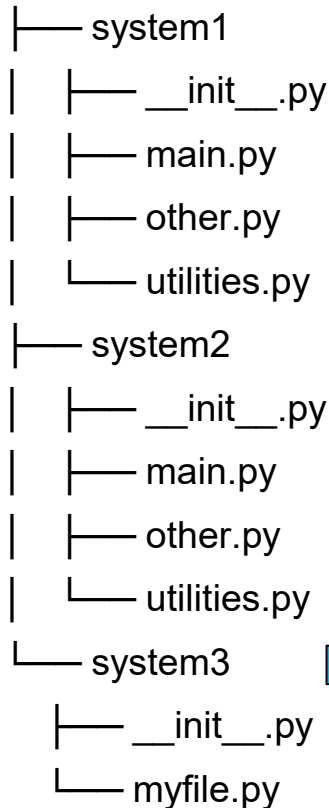 ├── system1
│   ├── __init__.py
│   ├── main.py
│   ├── other.py
│   └── utilities.py
├── system2
│   ├── __init__.py
│   ├── main.py
│   ├── other.py
│   └── utilities.py
└── system3
    ├── __init__.py
    └── myfile.py